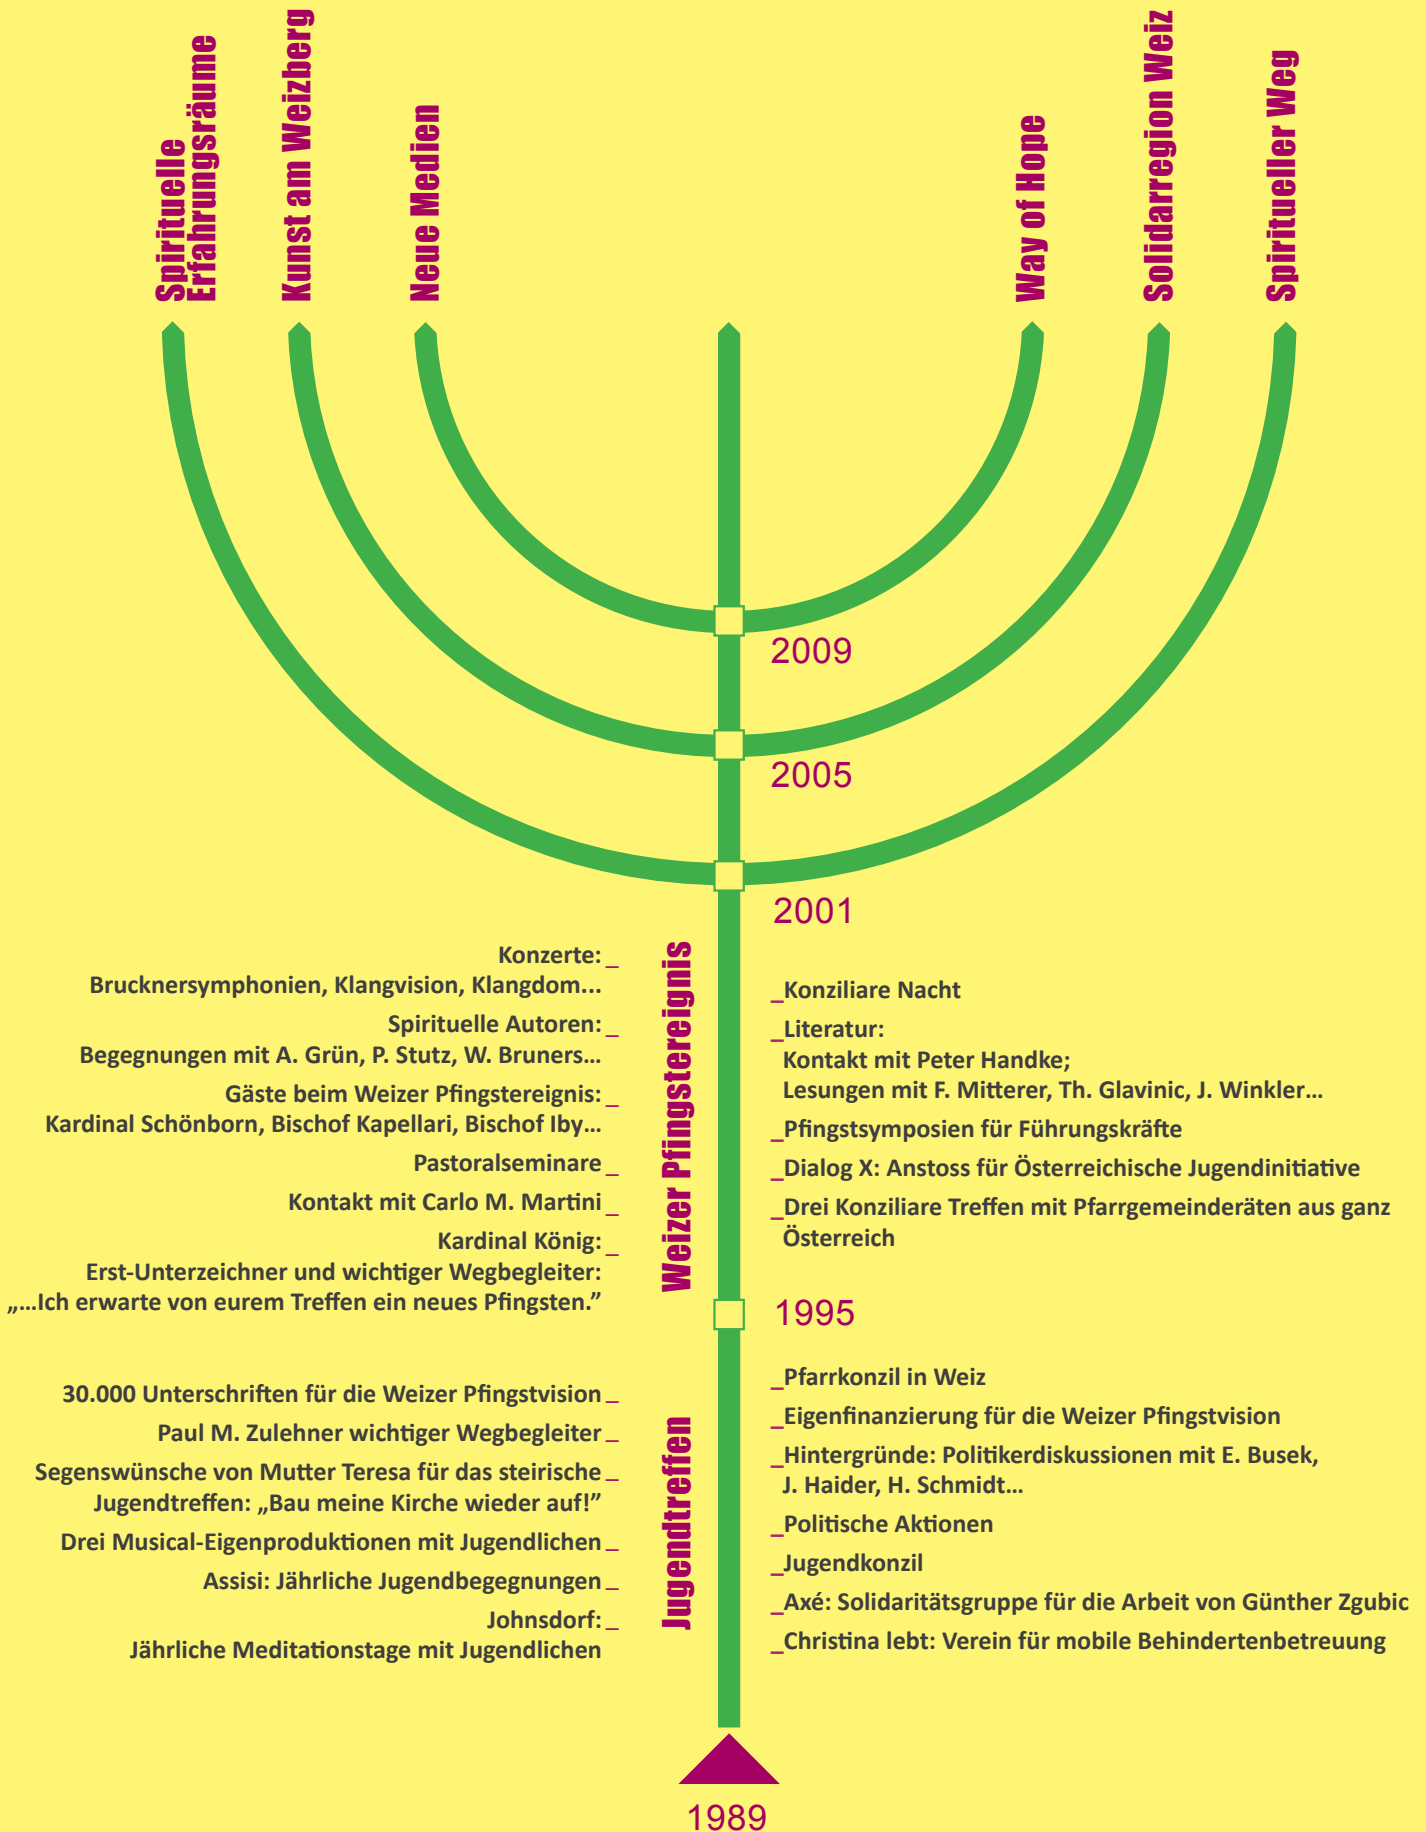 Spirituelle
Erfahrungsräume
Kunst am Weizberg
Neue Medien
Way of Hope
Solidarregion Weiz
Spiritueller Weg
2009
2005
2001
Weizer Pfingstereignis
Konzerte: _
Brucknersymphonien, Klangvision, Klangdom...
Spirituelle Autoren: _
Begegnungen mit A. Grün, P. Stutz, W. Bruners...
Gäste beim Weizer Pfingstereignis: _
Kardinal Schönborn, Bischof Kapellari, Bischof Iby...
Pastoralseminare _
Kontakt mit Carlo M. Martini _
Kardinal König: _
Erst-Unterzeichner und wichtiger Wegbegleiter:
„...Ich erwarte von eurem Treffen ein neues Pfingsten.”
_Konziliare Nacht
_Literatur:
Kontakt mit Peter Handke;
Lesungen mit F. Mitterer, Th. Glavinic, J. Winkler...
_Pfingstsymposien für Führungskräfte
_Dialog X: Anstoss für Österreichische Jugendinitiative
_Drei Konziliare Treffen mit Pfarrgemeinderäten aus ganz
Österreich
1995
Jugendtreffen
30.000 Unterschriften für die Weizer Pfingstvision _
Paul M. Zulehner wichtiger Wegbegleiter _
Segenswünsche von Mutter Teresa für das steirische _
Jugendtreffen: „Bau meine Kirche wieder auf!”
Drei Musical-Eigenproduktionen mit Jugendlichen _
Assisi: Jährliche Jugendbegegnungen _
Johnsdorf: _
Jährliche Meditationstage mit Jugendlichen
_Pfarrkonzil in Weiz
_Eigenfinanzierung für die Weizer Pfingstvision
_Hintergründe: Politikerdiskussionen mit E. Busek,
J. Haider, H. Schmidt...
_Politische Aktionen
_Jugendkonzil
_Axé: Solidaritätsgruppe für die Arbeit von Günther Zgubic
_Christina lebt: Verein für mobile Behindertenbetreuung
1989